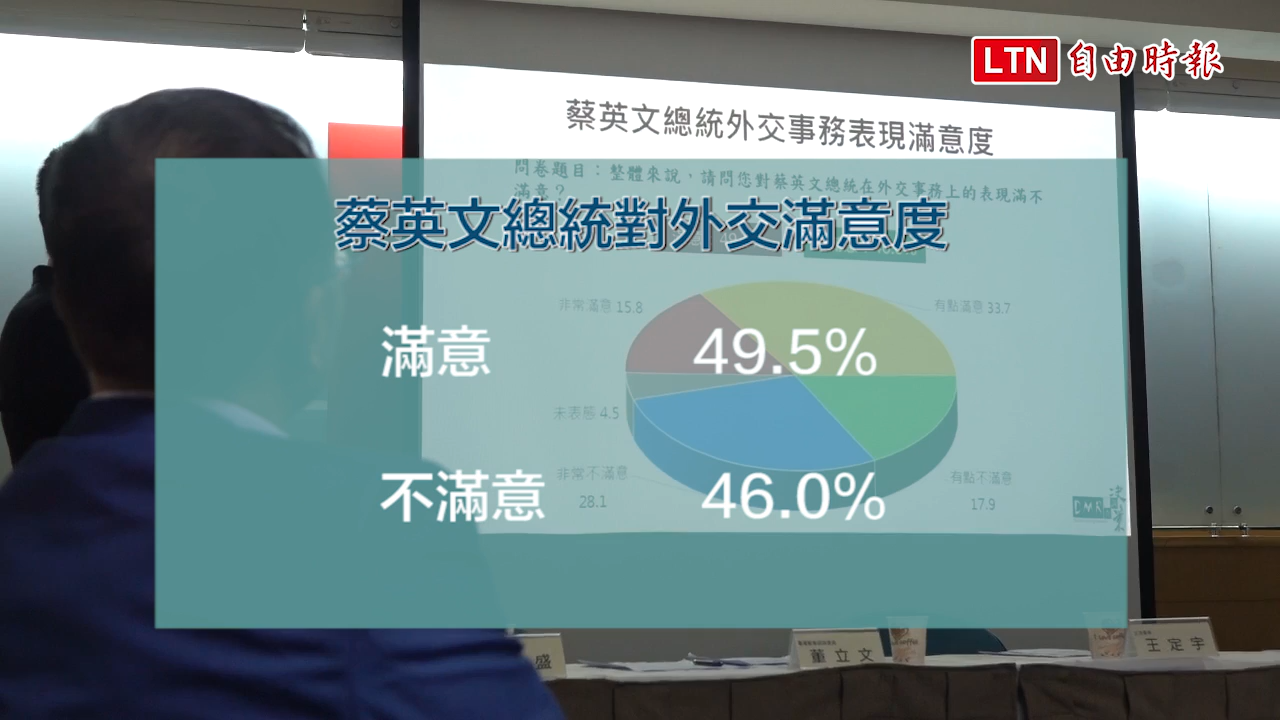 LTN 自由時報
蔡英文總統外交事務表現滿意度
問卷題目：整體來說，請問您對蔡英文總統在外交事務上的表現滿不
滿意？
蔡英文總統對外交滿意度
非常滿意 15.8
有點滿意 33.7
滿意 49.5%
未表態 4.5
非常不滿意
28.1
有點不滿意
17.9
不滿意 46.0%
盛
董立文
王定宇